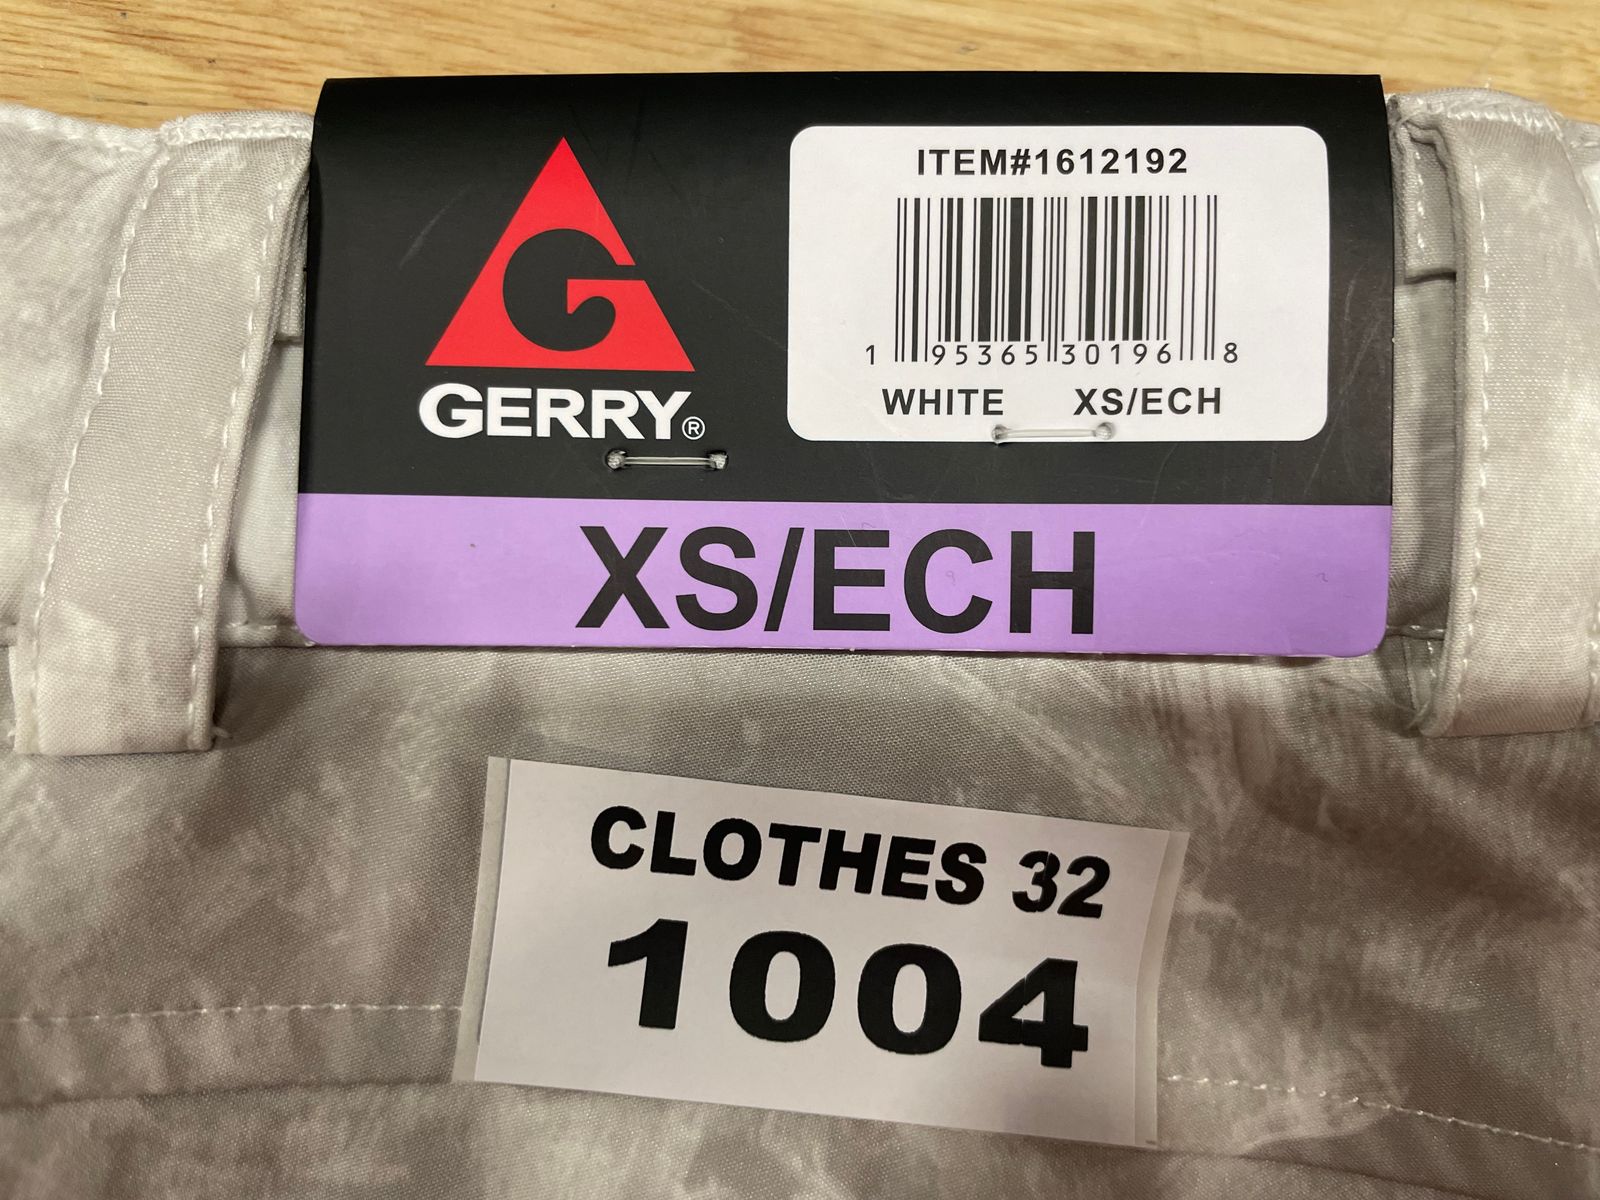 ITEM#1612192
1 95365 30196 8
WHITE XS/ECH
G
GERRY®
XS/ECH
CLOTHES 32
1004